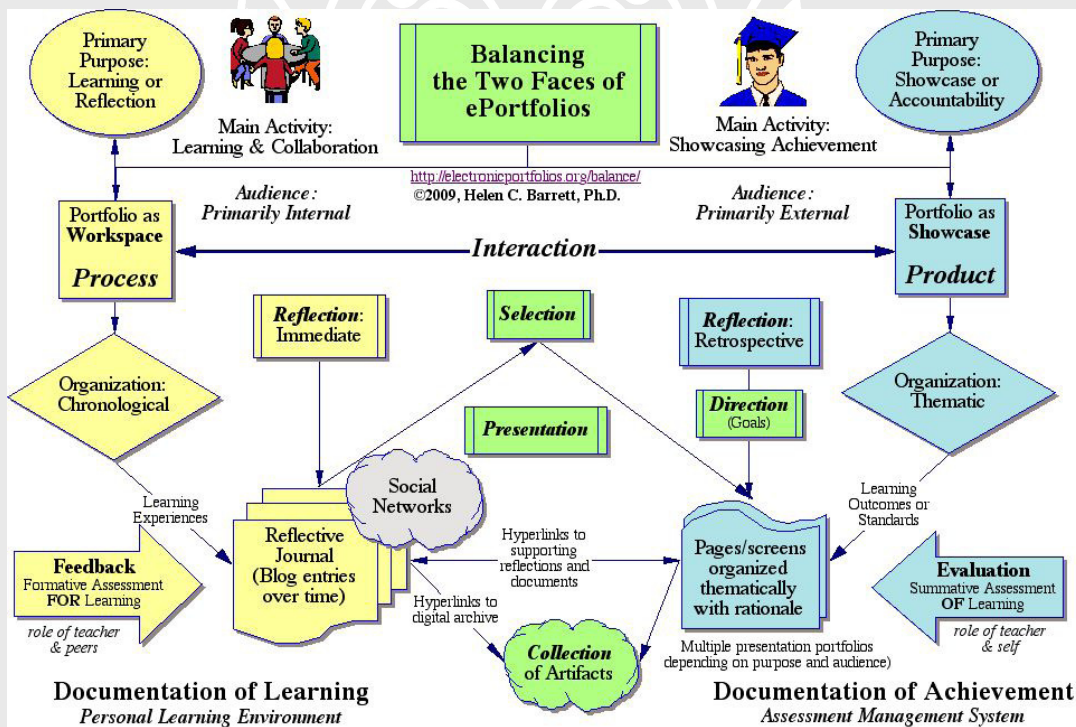 Primary
Purpose:
Learning or
Reflection
Main Activity:
Learning & Collaboration
Balancing
the Two Faces of
ePortfolios
http://electronicportfolios.org/balance/
©2009, Helen C. Barrett, Ph.D.
Main Activity:
Showcasing Achievement
Primary
Purpose:
Showcase or
Accountability
Audience:
Primarily Internal
Audience:
Primarily External
Portfolio as
Workspace
Process
Interaction
Portfolio as
Showcase
Product
Reflection:
Immediate
Selection
Reflection:
Retrospective
Organization:
Chronological
Presentation
Direction
(Goals)
Organization:
Thematic
Learning
Experiences
Social
Networks
Learning
Outcomes or
Standards
Feedback
Formative Assessment
FOR Learning
role of teacher
& peers
Reflective
Journal
(Blog entries
over time)
Hyperlinks to
supporting
reflections and
documents
Hyperlinks to
digital archive
Pages/screens
organized
thematically
with rationale
Evaluation
Summative Assessment
OF Learning
role of teacher
& self
Collection
of Artifacts
Multiple presentation portfolios
depending on purpose and audience)
Documentation of Learning
Personal Learning Environment
Documentation of Achievement
Assessment Management System